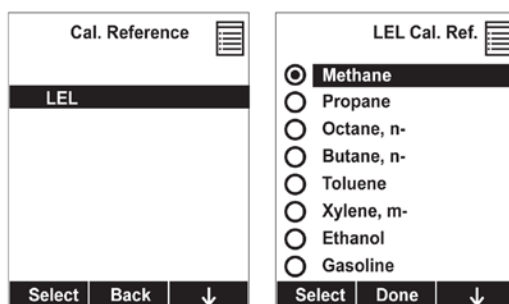 Cal. Reference
LEL
Select Back ↓
LEL Cal. Ref.
Methane
Propane
Octane, n-
Butane, n-
Toluene
Xylene, m-
Ethanol
Gasoline
Select Done ↓